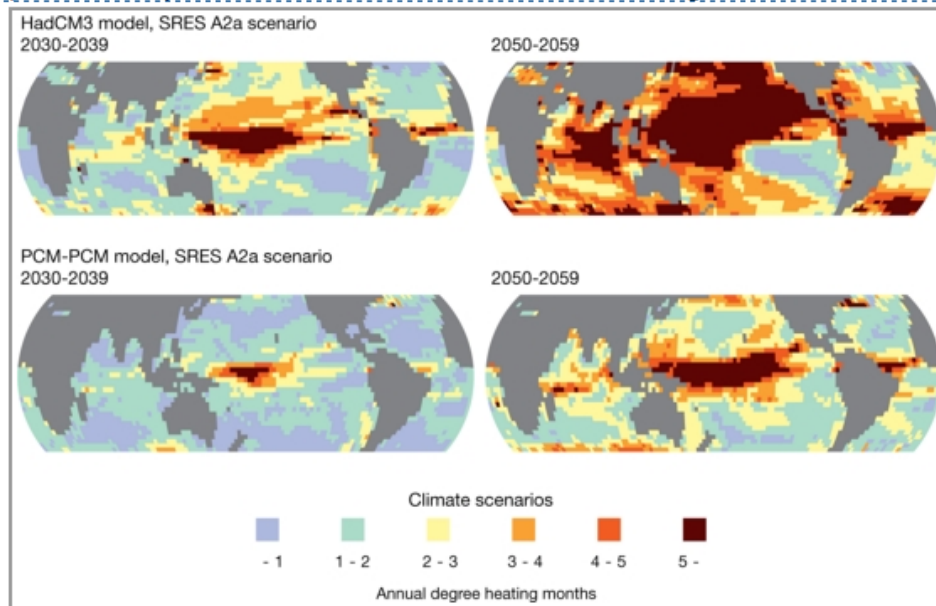 HadCM3 model, SRES A2a scenario
2030-2039 2050-2059
PCM-PCM model, SRES A2a scenario
2030-2039 2050-2059
Climate scenarios
- 1 1 - 2 2 - 3 3 - 4 4 - 5 5 -
Annual degree heating months